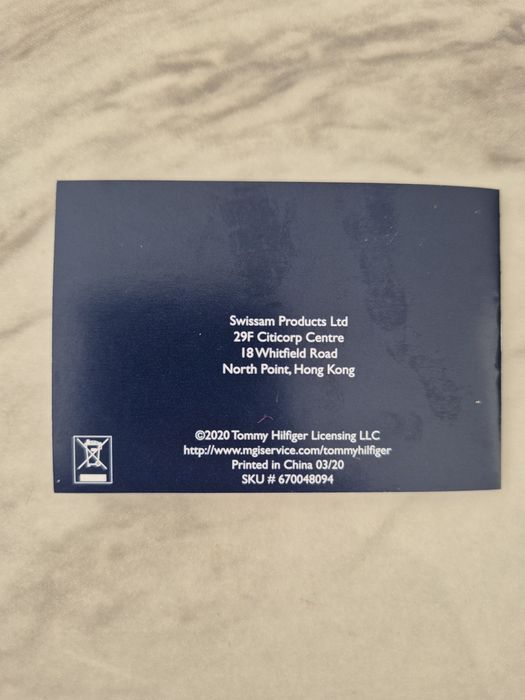 Swissam Products Ltd
29F Citicorp Centre
18 Whitfield Road
North Point, Hong Kong
©2020 Tommy Hilfiger Licensing LLC
http://www.mgiservice.com/tommyhilfiger
Printed in China 03/20
SKU # 670048094